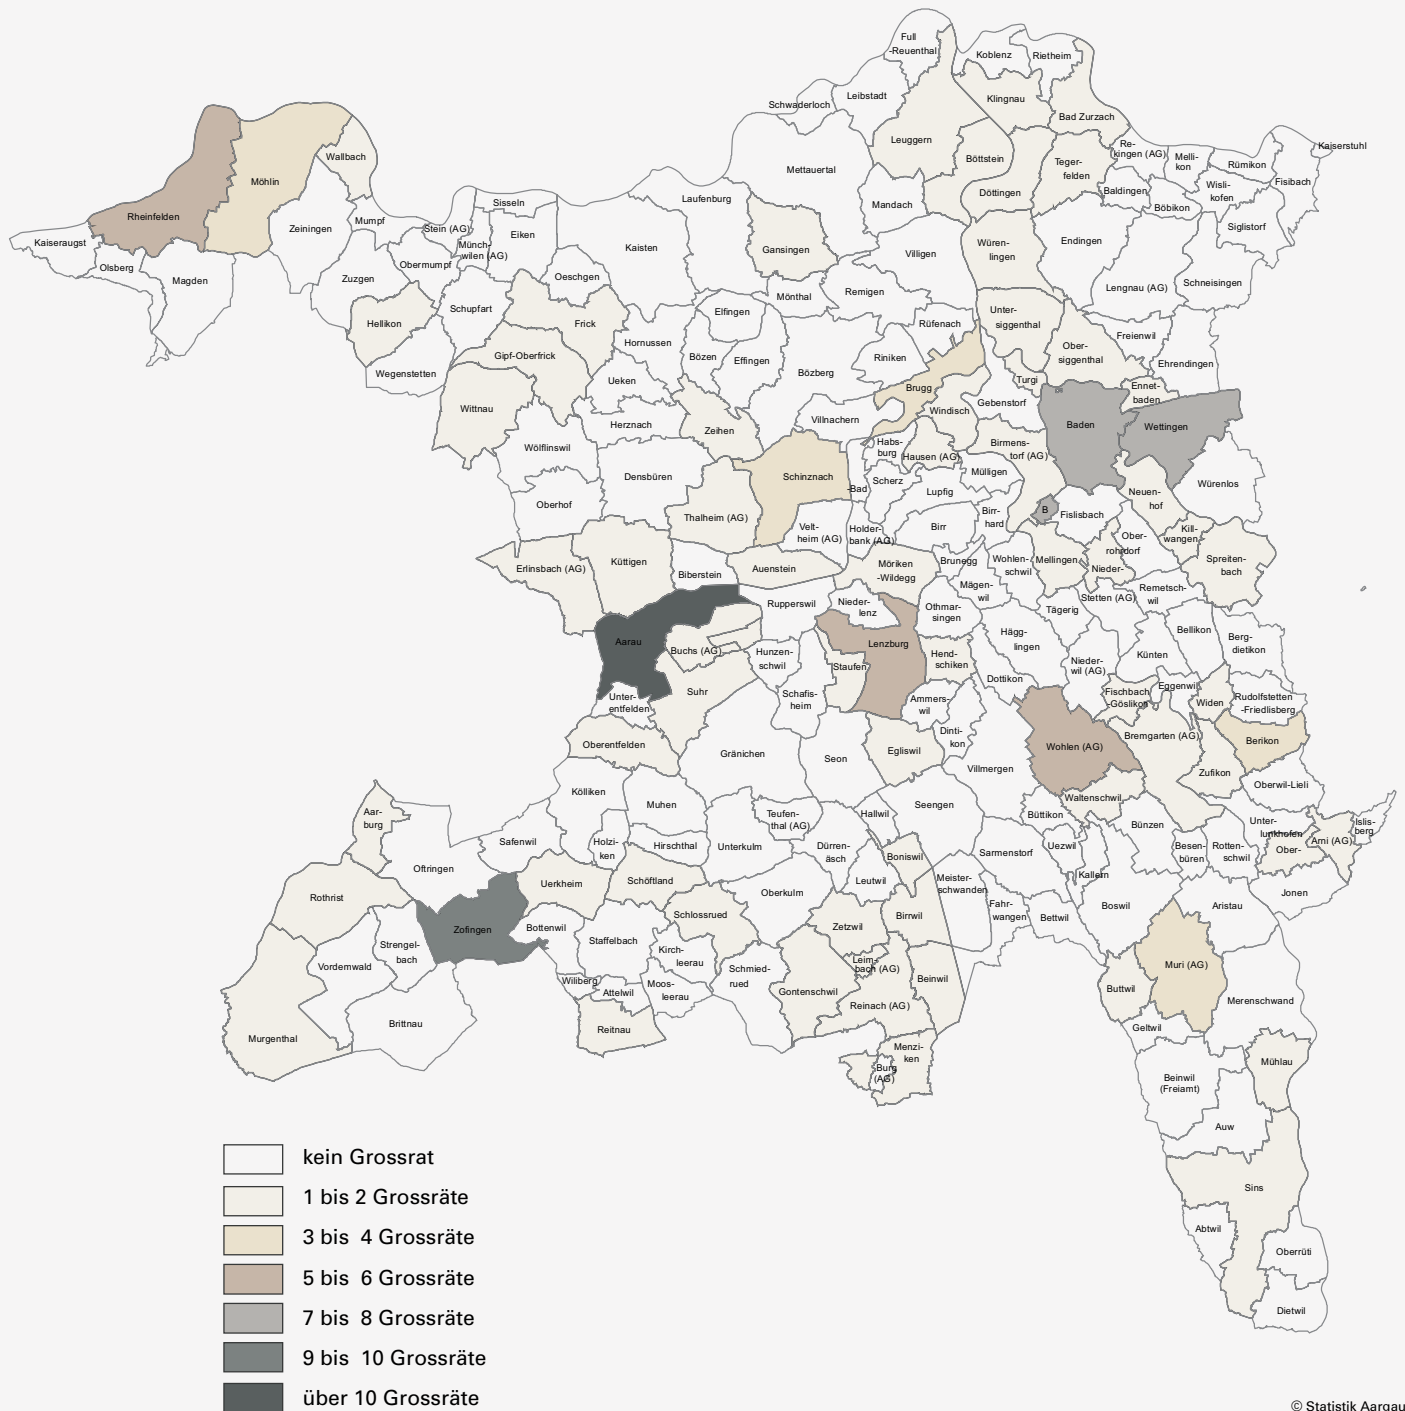 Full
-Reuenthal
Koblenz
Rietheim
Leibstadt
Schwaderloch
Klingnau
Bad Zurzach
Leuggern
Böttstein
Mettauertal
Teger-
felden
Re-
kingen (AG)
Melli-
kon
Rümikon
Kaiserstuhl
Wallbach
Möhlin
Fisibach
Wisli-
kofen
Baldingen
Böbikon
Döttingen
Mandach
Laufenburg
Sisseln
Rheinfelden
Mumpf
Zeiningen
Stein (AG)
Eiken
Münch-
wilen (AG)
Kaisten
Gansingen
Villigen
Würen-
lingen
Endingen
Siglistorf
Kaiseraugst
Olsberg
Magden
Zuzgen
Obermumpf
Oeschgen
Schupfart
Mönthal
Remigen
Lengnau (AG)
Schneisingen
Hellikon
Frick
Elfingen
Rüfenach
Unter-
siggenthal
Freienwil
Hornussen
Bözen
Effingen
Riniken
Ober-
siggenthal
Ehrendingen
Gipf-Oberfrick
Wegenstetten
Ueken
Bözberg
Brugg
Turgi
Ennet-
baden
Wittnau
Herznach
Zeihen
Villnachern
Windisch
Gebenstorf
Baden
Wettingen
Wölflinswil
Habs-
burg
Hausen (AG)
Birmens-
torf (AG)
Densbüren
Schinznach
-Bad
Scherz
Mülligen
Lupfig
Neuen-
hof
Würenlos
Oberhof
Thalheim (AG)
Velt-
heim (AG)
Holder-
bank (AG)
Birr
Birr-
hard
B
Fislisbach
Ober-
rohrdorf
Kill-
wangen
Spreiten-
bach
Erlinsbach (AG)
Küttigen
Biberstein
Auenstein
Möriken
-Wildegg
Brunegg
Wohlen-
schwil
Mellingen
Nieder-
Mägen-
wil
Stetten (AG)
Remetsch-
wil
Rupperswil
Nieder-
lenz
Othmar-
singen
Tägerig
Bellikon
Berg-
dietikon
Aarau
Buchs (AG)
Hunzen-
schwil
Lenzburg
Staufen
Hend-
schiken
Hägg-
lingen
Nieder-
wil (AG)
Künten
Dottikon
Eggenwil
Fischbach
-Göslikon
Widen
Rudolfstetten
-Friedlisberg
Unter-
entfelden
Suhr
Schafis-
heim
Ammers-
wil
Dinti-
kon
Bremgarten (AG)
Berikon
Oberentfelden
Gränichen
Seon
Egliswil
Villmergen
Wohlen (AG)
Zufikon
Oberwil-Lieli
Kölliken
Muhen
Waltenschwil
Seengen
Hallwil
Büttikon
Aar-
burg
Teufen-
thal (AG)
Bünzen
Unter-
lunkhofen
Islis-
berg
Arni (AG)
Ober-
Safenwil
Holzi-
ken
Hirschthal
Unterkulm
Dürren-
äsch
Boniswil
Sarmenstorf
Uezwil
Besen-
büren
Rotten-
schwil
Oftringen
Uerkheim
Schöftland
Leutwil
Meister-
schwanden
Kallern
Jonen
Rothrist
Oberkulm
Fahr-
wangen
Bettwil
Boswil
Aristau
Schlossrued
Birrwil
Zetzwil
Zofingen
Bottenwil
Staffelbach
Strengel-
bach
Kirch-
leerau
Vordemwald
Leim-
bach (AG)
Muri (AG)
Schmied-
rued
Wiliberg
Attelwil
Moos-
leerau
Gontenschwil
Beinwil
Buttwil
Merenschwand
Reinach (AG)
Brittnau
Reitnau
Murgenthal
Geltwil
Menzi-
ken
Burg
(AG)
Mühlau
Beinwil
(Freiamt)
Auw
Sins
Abtwil
Oberrüti
Dietwil
kein Grossrat
1 bis 2 Grossräte
3 bis 4 Grossräte
5 bis 6 Grossräte
7 bis 8 Grossräte
9 bis 10 Grossräte
über 10 Grossräte
© Statistik Aargau